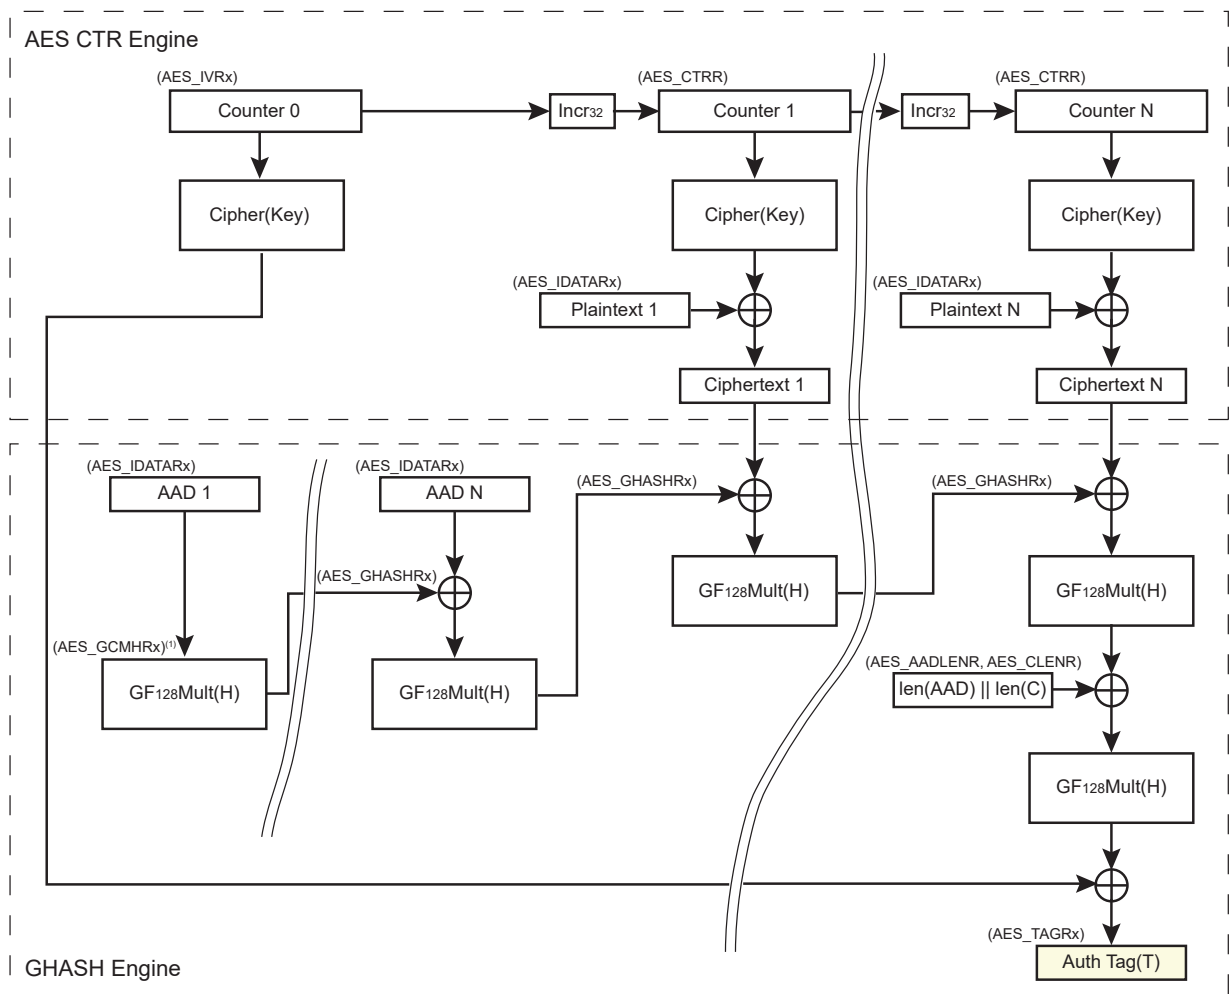 AES CTR Engine
(AES_IVRx)
Counter 0
Incr32
(AES_CTRR)
Counter 1
Incr32
(AES_CTRR)
Counter N
Cipher(Key)
Cipher(Key)
Cipher(Key)
(AES_IDATARx)
Plaintext 1
(AES_IDATARx)
Plaintext N
Ciphertext 1
Ciphertext N
(AES_IDATARx)
AAD 1
(AES_IDATARx)
AAD N
(AES_GHASHRx)
(AES_GHASHRx)
(AES_GHASHRx)
GF128Mult(H)
GF128Mult(H)
(AES_GCMHRx)(1)
GF128Mult(H)
GF128Mult(H)
(AES_AADLENR, AES_CLENR)
len(AAD) || len(C)
GF128Mult(H)
(AES_TAGRx)
Auth Tag(T)
GHASH Engine